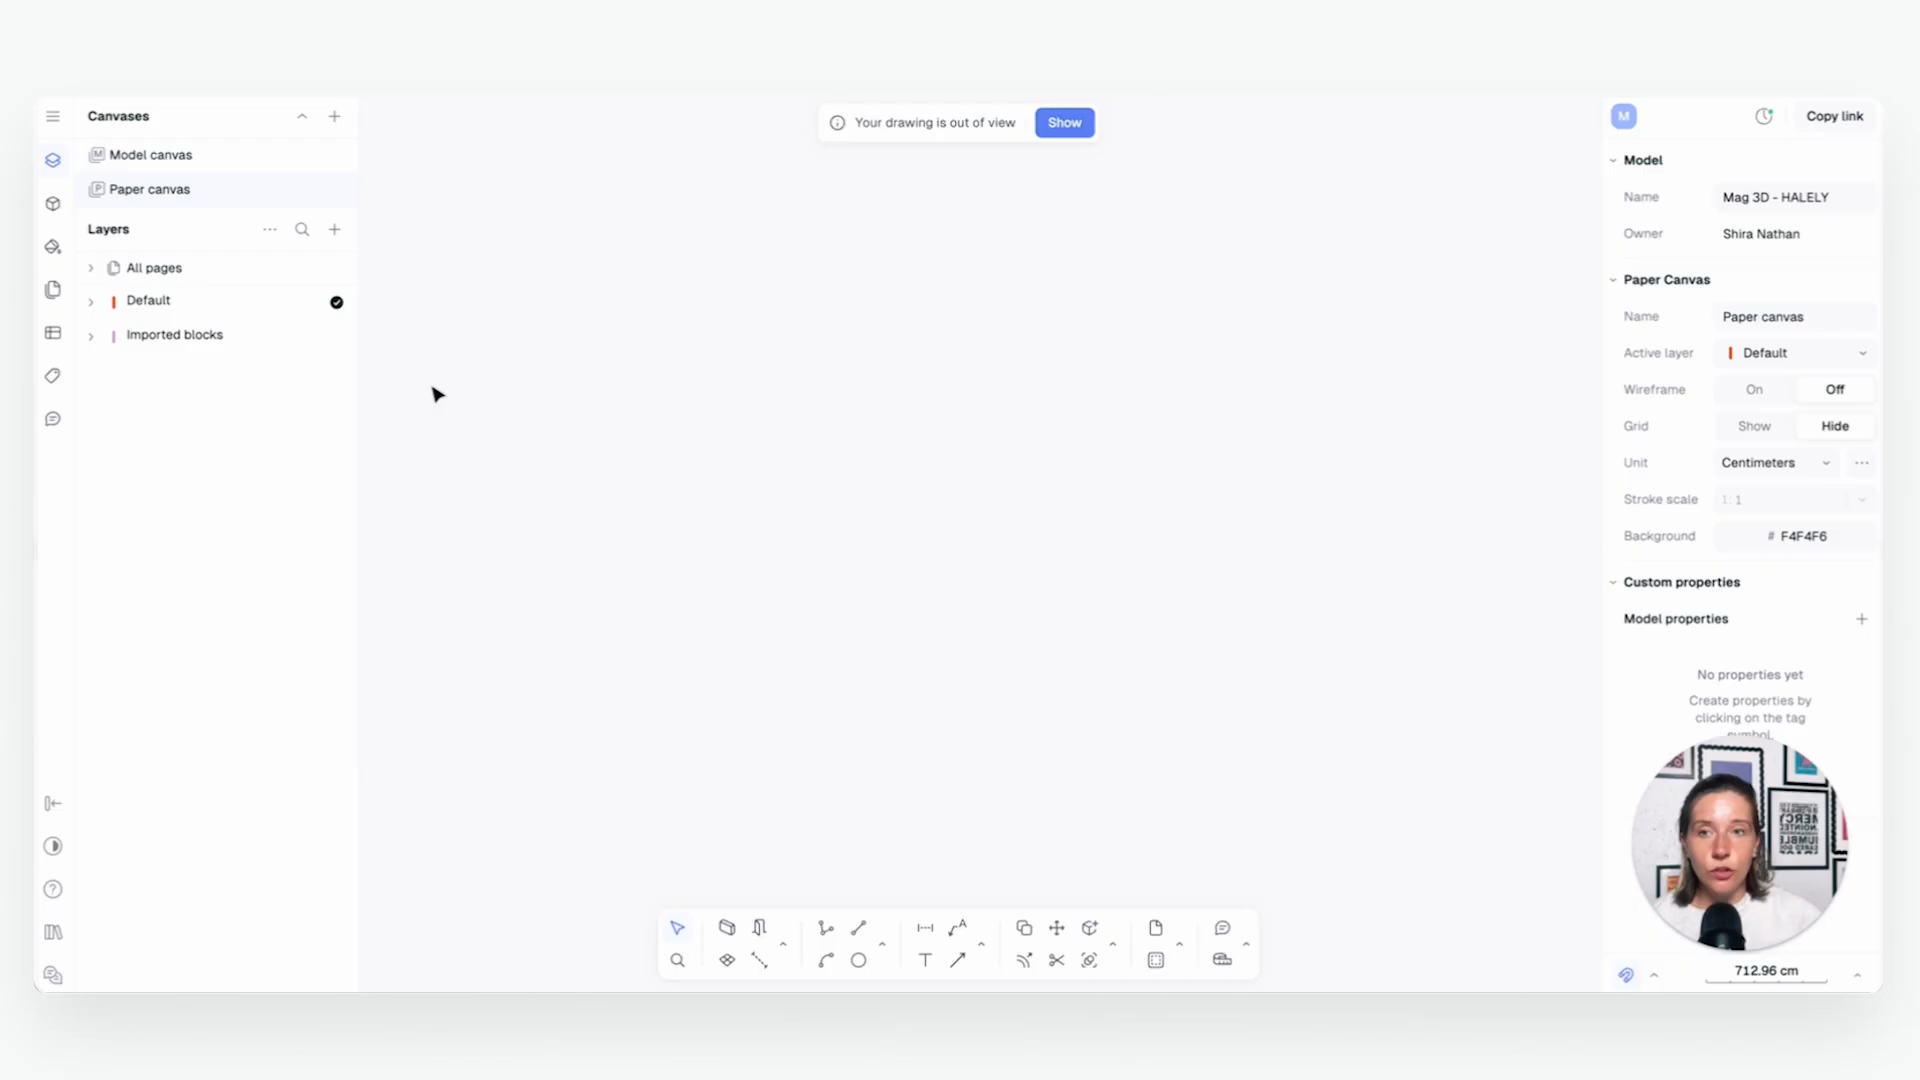 Canvases
Model canvas
Paper canvas
Layers
All pages
Default
Imported blocks
Your drawing is out of view
Show
M
Copy link
Model
Name
Mag 3D - HALELY
Owner
Shira Nathan
Paper Canvas
Name
Paper canvas
Active layer
Default
Wireframe
On
Off
Grid
Show
Hide
Unit
Centimeters
Stroke scale
1: 1
Background
# F4F4F6
Custom properties
Model properties
No properties yet
Create properties by
clicking on the tag
symbol.
712.96 cm